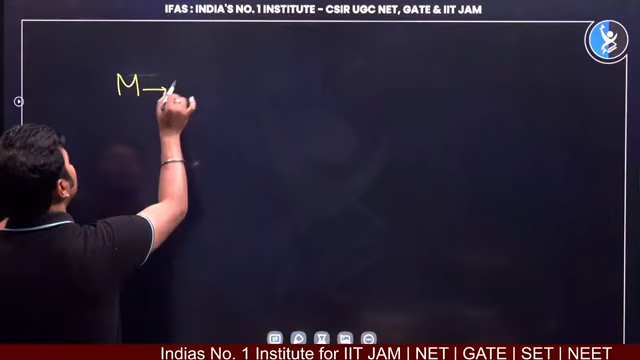 IFAS : INDIA'S NO. 1 INSTITUTE - CSIR UGC NET, GATE & IIT JAM
M →
Indias No. 1 Institute for IIT JAM | NET | GATE | SET | NEET